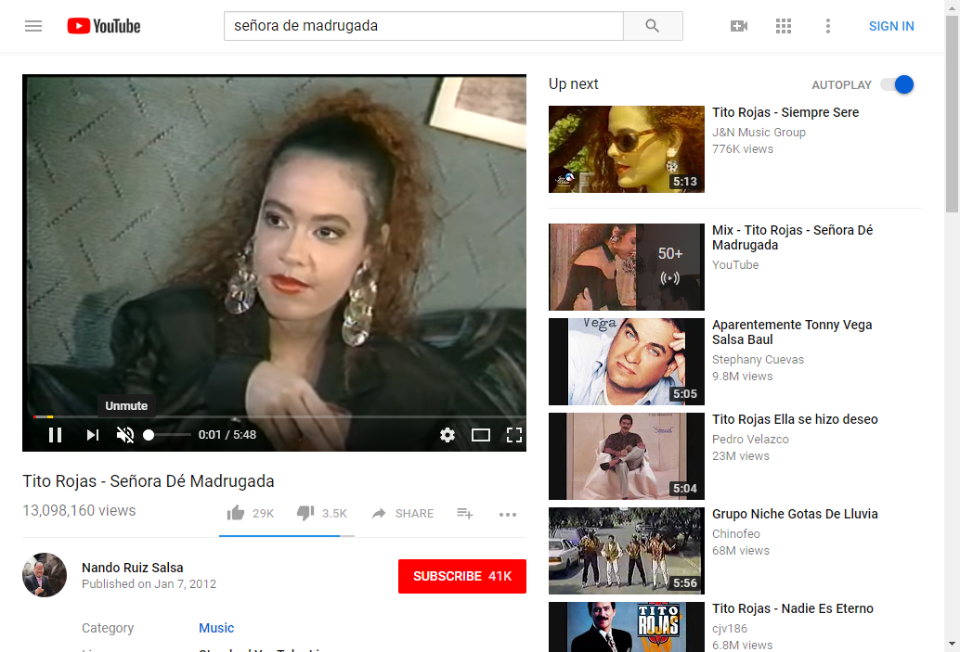 YouTube
señora de madrugada
SIGN IN
Unmute
0:01 / 5:48
Tito Rojas - Señora Dé Madrugada
13,098,160 views
29K
3.5K
SHARE
Nando Ruiz Salsa
Published on Jan 7, 2012
SUBSCRIBE 41K
Category
Music
Up next
AUTOPLAY
Tito Rojas - Siempre Sere
J&N Music Group
776K views
5:13
Mix - Tito Rojas - Señora Dé
Madrugada
YouTube
50+
Aparentemente Tonny Vega
Salsa Baul
Stephany Cuevas
9.8M views
Vega
5:05
Tito Rojas Ella se hizo deseo
Pedro Velazco
23M views
5:04
Grupo Niche Gotas De Lluvia
Chinofeo
68M views
5:56
Tito Rojas - Nadie Es Eterno
cjv186
6.8M views
TITO
ROJAS